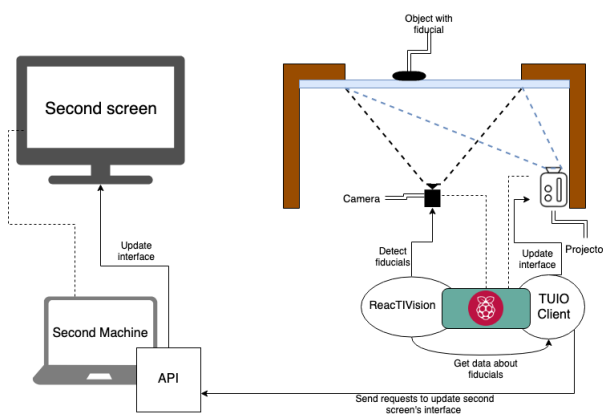 Object with
fiducial
Second screen
Camera
Projecto
Update
interface
Detect
fiducials
Update
interface
Second Machine
ReacTIVision
TUIO
Client
API
Get data about
fiducials
Send requests to update second
screen's interface